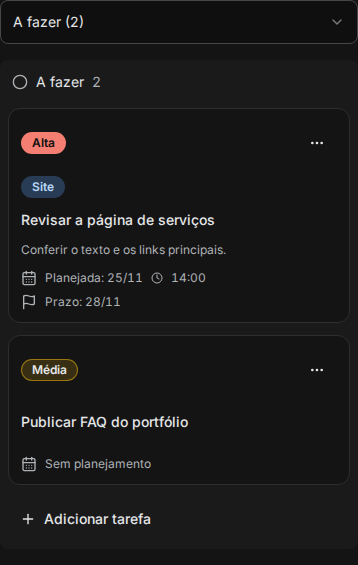 A fazer (2)
A fazer 2
Alta
Site
Revisar a página de serviços
Conferir o texto e os links principais.
Planejada: 25/11 14:00
Prazo: 28/11
Média
Publicar FAQ do portfólio
Sem planejamento
+ Adicionar tarefa